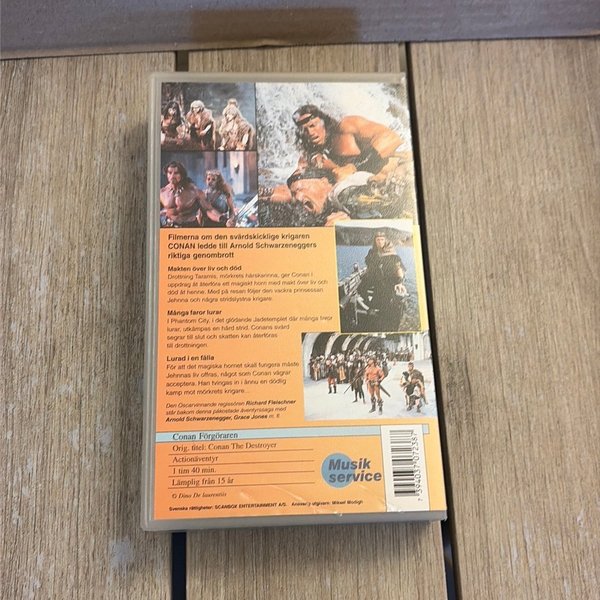 Filmerna om den svärdskicklige krigaren
CONAN ledde till Arnold Schwarzeneggers
riktiga genombrott
Makten över liv och död
Drottning Taramis, mörkrets härskarinna, ger Conan i
uppdrag åt återföra ett magiskt horn med makt över liv och
död åt henne. Med på resan följer den vackra prinsessan
Jehnna och några stridslystna krigare.
Många faror lurar
I Phantom City, i det glödande Jadetemplet där många faror
lurar, utkämpas en hård strid. Conans svärd
segrar till slut och skatten kan återföras
till drottningen.
Lurad i en fälla
För att det magiska hornet skall fungera måste
Jehnnas liv offras, något som Conan vägrar
acceptera. Han tvingas in i ännu en dödlig
kamp mot mörkrets krigare...
Den Oscarvinnande regissören Richard Fleischner
står bakom denna påkostade äventyrssaga med
Arnold Schwarzenegger, Grace Jones m. fl
Conan Förgöraren
Orig. titel: Conan The Destroyer
Actionäventyr
1 tim 40 min.
Lämplig från 15 år
© Dino De laurentiis
Musik
service
Svenska rättigheter: SCANBOX ENTERTAINMENT A/S. Ansvarig utgivare: Mikael Modigh